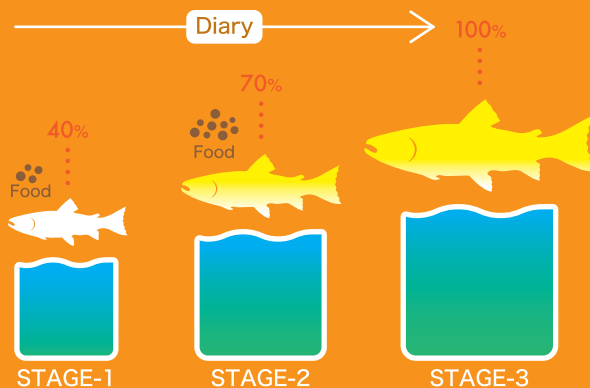 Diary
100%
70%
40%
Food
Food
STAGE-1
STAGE-2
STAGE-3